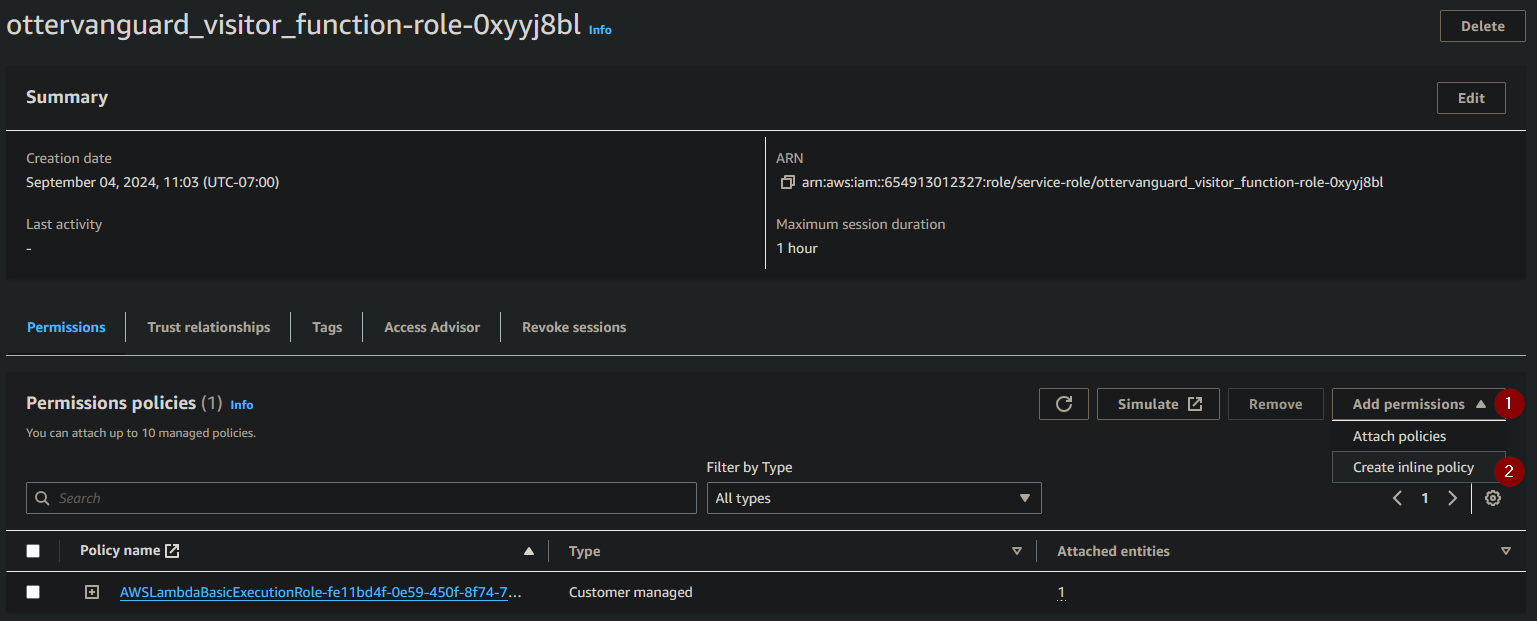 ottervanguard_visitor_function-role-0xyyj8bl Info
Delete
Summary
Edit
Creation date
September 04, 2024, 11:03 (UTC-07:00)
ARN
arn:aws:iam::654913012327:role/service-role/ottervanguard_visitor_function-role-0xyyj8bl
Last activity
-
Maximum session duration
1 hour
Permissions
Trust relationships
Tags
Access Advisor
Revoke sessions
Permissions policies (1) Info
You can attach up to 10 managed policies.
Simulate
Remove
Add permissions
1
Attach policies
Create inline policy
2
Filter by Type
Search
All types
1
Policy name
Type
Attached entities
AWSLambdaBasicExecutionRole-fe11bd4f-0e59-450f-8f74-7...
Customer managed
1